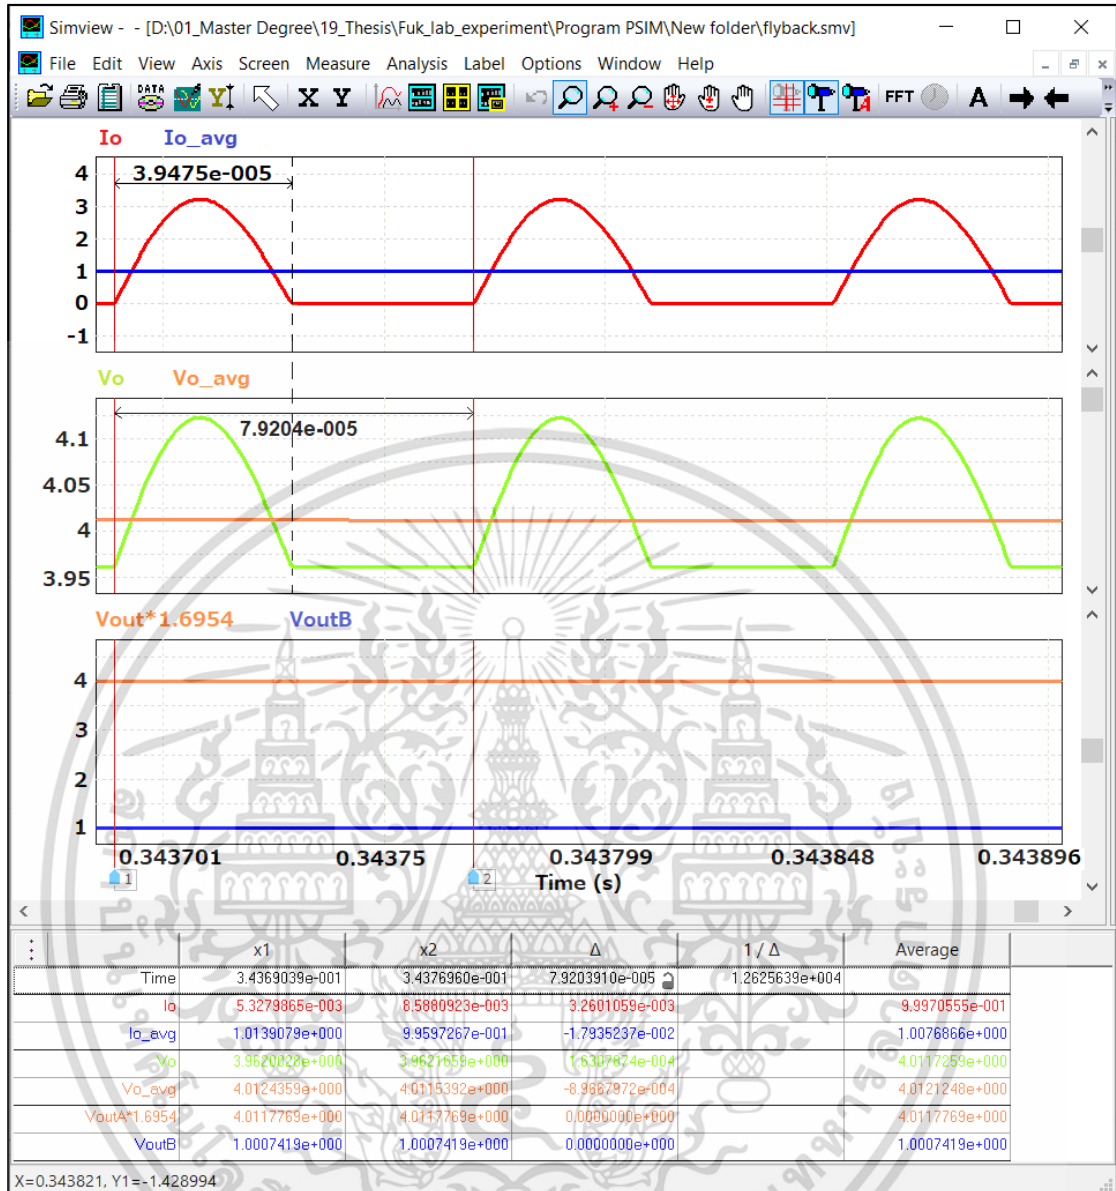 Simview - - [D:\01_Master Degree\19_Thesis\Fuk_lab_experiment\Program PSIM\New folder\flyback.smv]
File Edit View Axis Screen Measure Analysis Label Options Window Help
DATA Y X Y FFT A
Io Io_avg
3.9475e-005
4
3
2
1
0
-1
Vo Vo_avg
7.9204e-005
4.1
4.05
4
3.95
Vout*1.6954 VoutB
4
3
2
1
0.343701 0.34375 0.343799 0.343848 0.343896
1 2 Time (s)
x1 x2 Δ 1 / Δ Average
Time 3.4369039e-001 3.4376960e-001 7.9203910e-005 1.2625639e+004
Io 5.3279865e-003 8.5880923e-003 3.2601059e-003 9.9970555e-001
Io_avg 1.0139079e+000 9.9597267e-001 -1.7935237e-002 1.0076866e+000
Vo 3.9620028e+000 3.9621659e+000 1.6307874e-004 4.0117259e+000
Vo_avg 4.0124359e+000 4.0115392e+000 -8.9667972e-004 4.0121248e+000
VoutA*1.6954 4.0117769e+000 4.0117769e+000 0.0000000e+000 4.0117769e+000
VoutB 1.0007419e+000 1.0007419e+000 0.0000000e+000 1.0007419e+000
X=0.343821, Y1=-1.428994